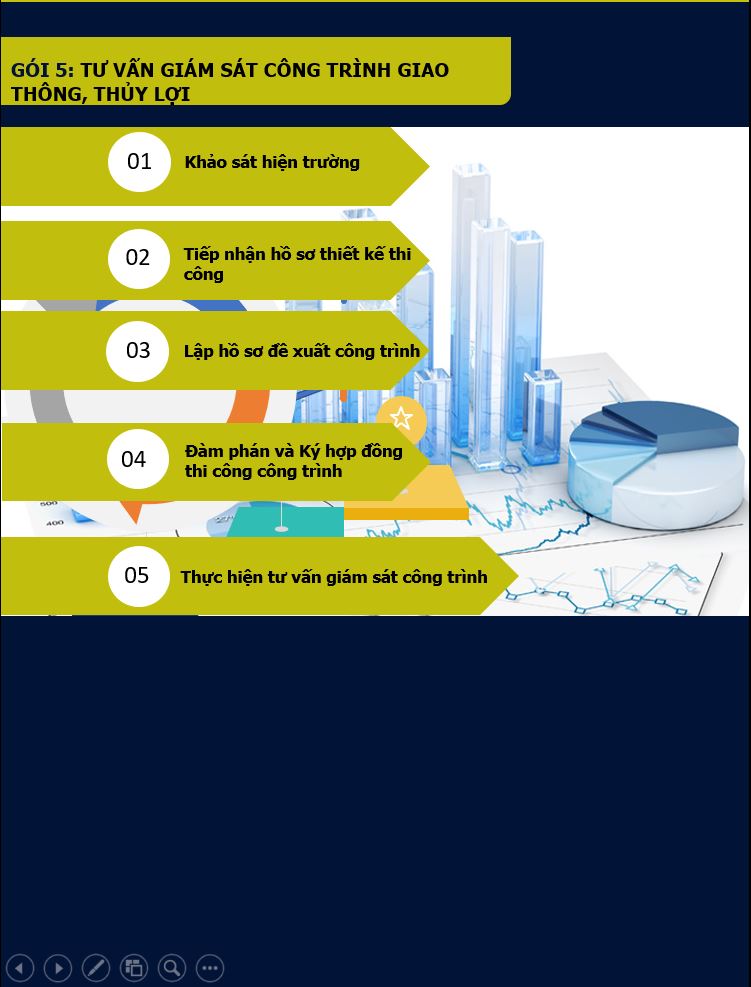 GÓI 5: TƯ VẤN GIÁM SÁT CÔNG TRÌNH GIAO
THÔNG, THỦY LỢI
01
Khảo sát hiện trường
02
Tiếp nhận hồ sơ thiết kế thi
công
03
Lập hồ sơ đề xuất công trình
04
Đàm phán và Ký hợp đồng
thi công công trình
500
400
05
Thực hiện tư vấn giám sát công trình